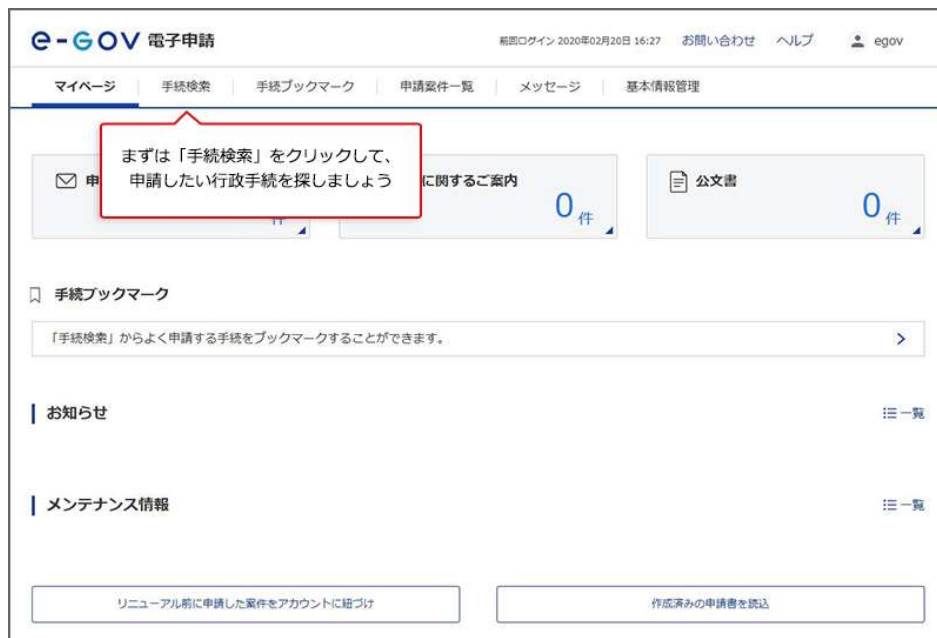 e-GOV 電子申請
前回ログイン 2020年02月20日 16:27 お問い合わせ ヘルプ egov
マイページ 手続検索 手続ブックマーク 申請案件一覧 メッセージ 基本情報管理
まずは「手続検索」をクリックして、
申請したい行政手続を探しましょう
申
に関するご案内
公文書
件
0 件
0 件
手続ブックマーク
「手続検索」からよく申請する手続をブックマークすることができます。
お知らせ 一覧
メンテナンス情報 一覧
リニューアル前に申請した案件をアカウントに紐づけ 作成済みの申請書を読込